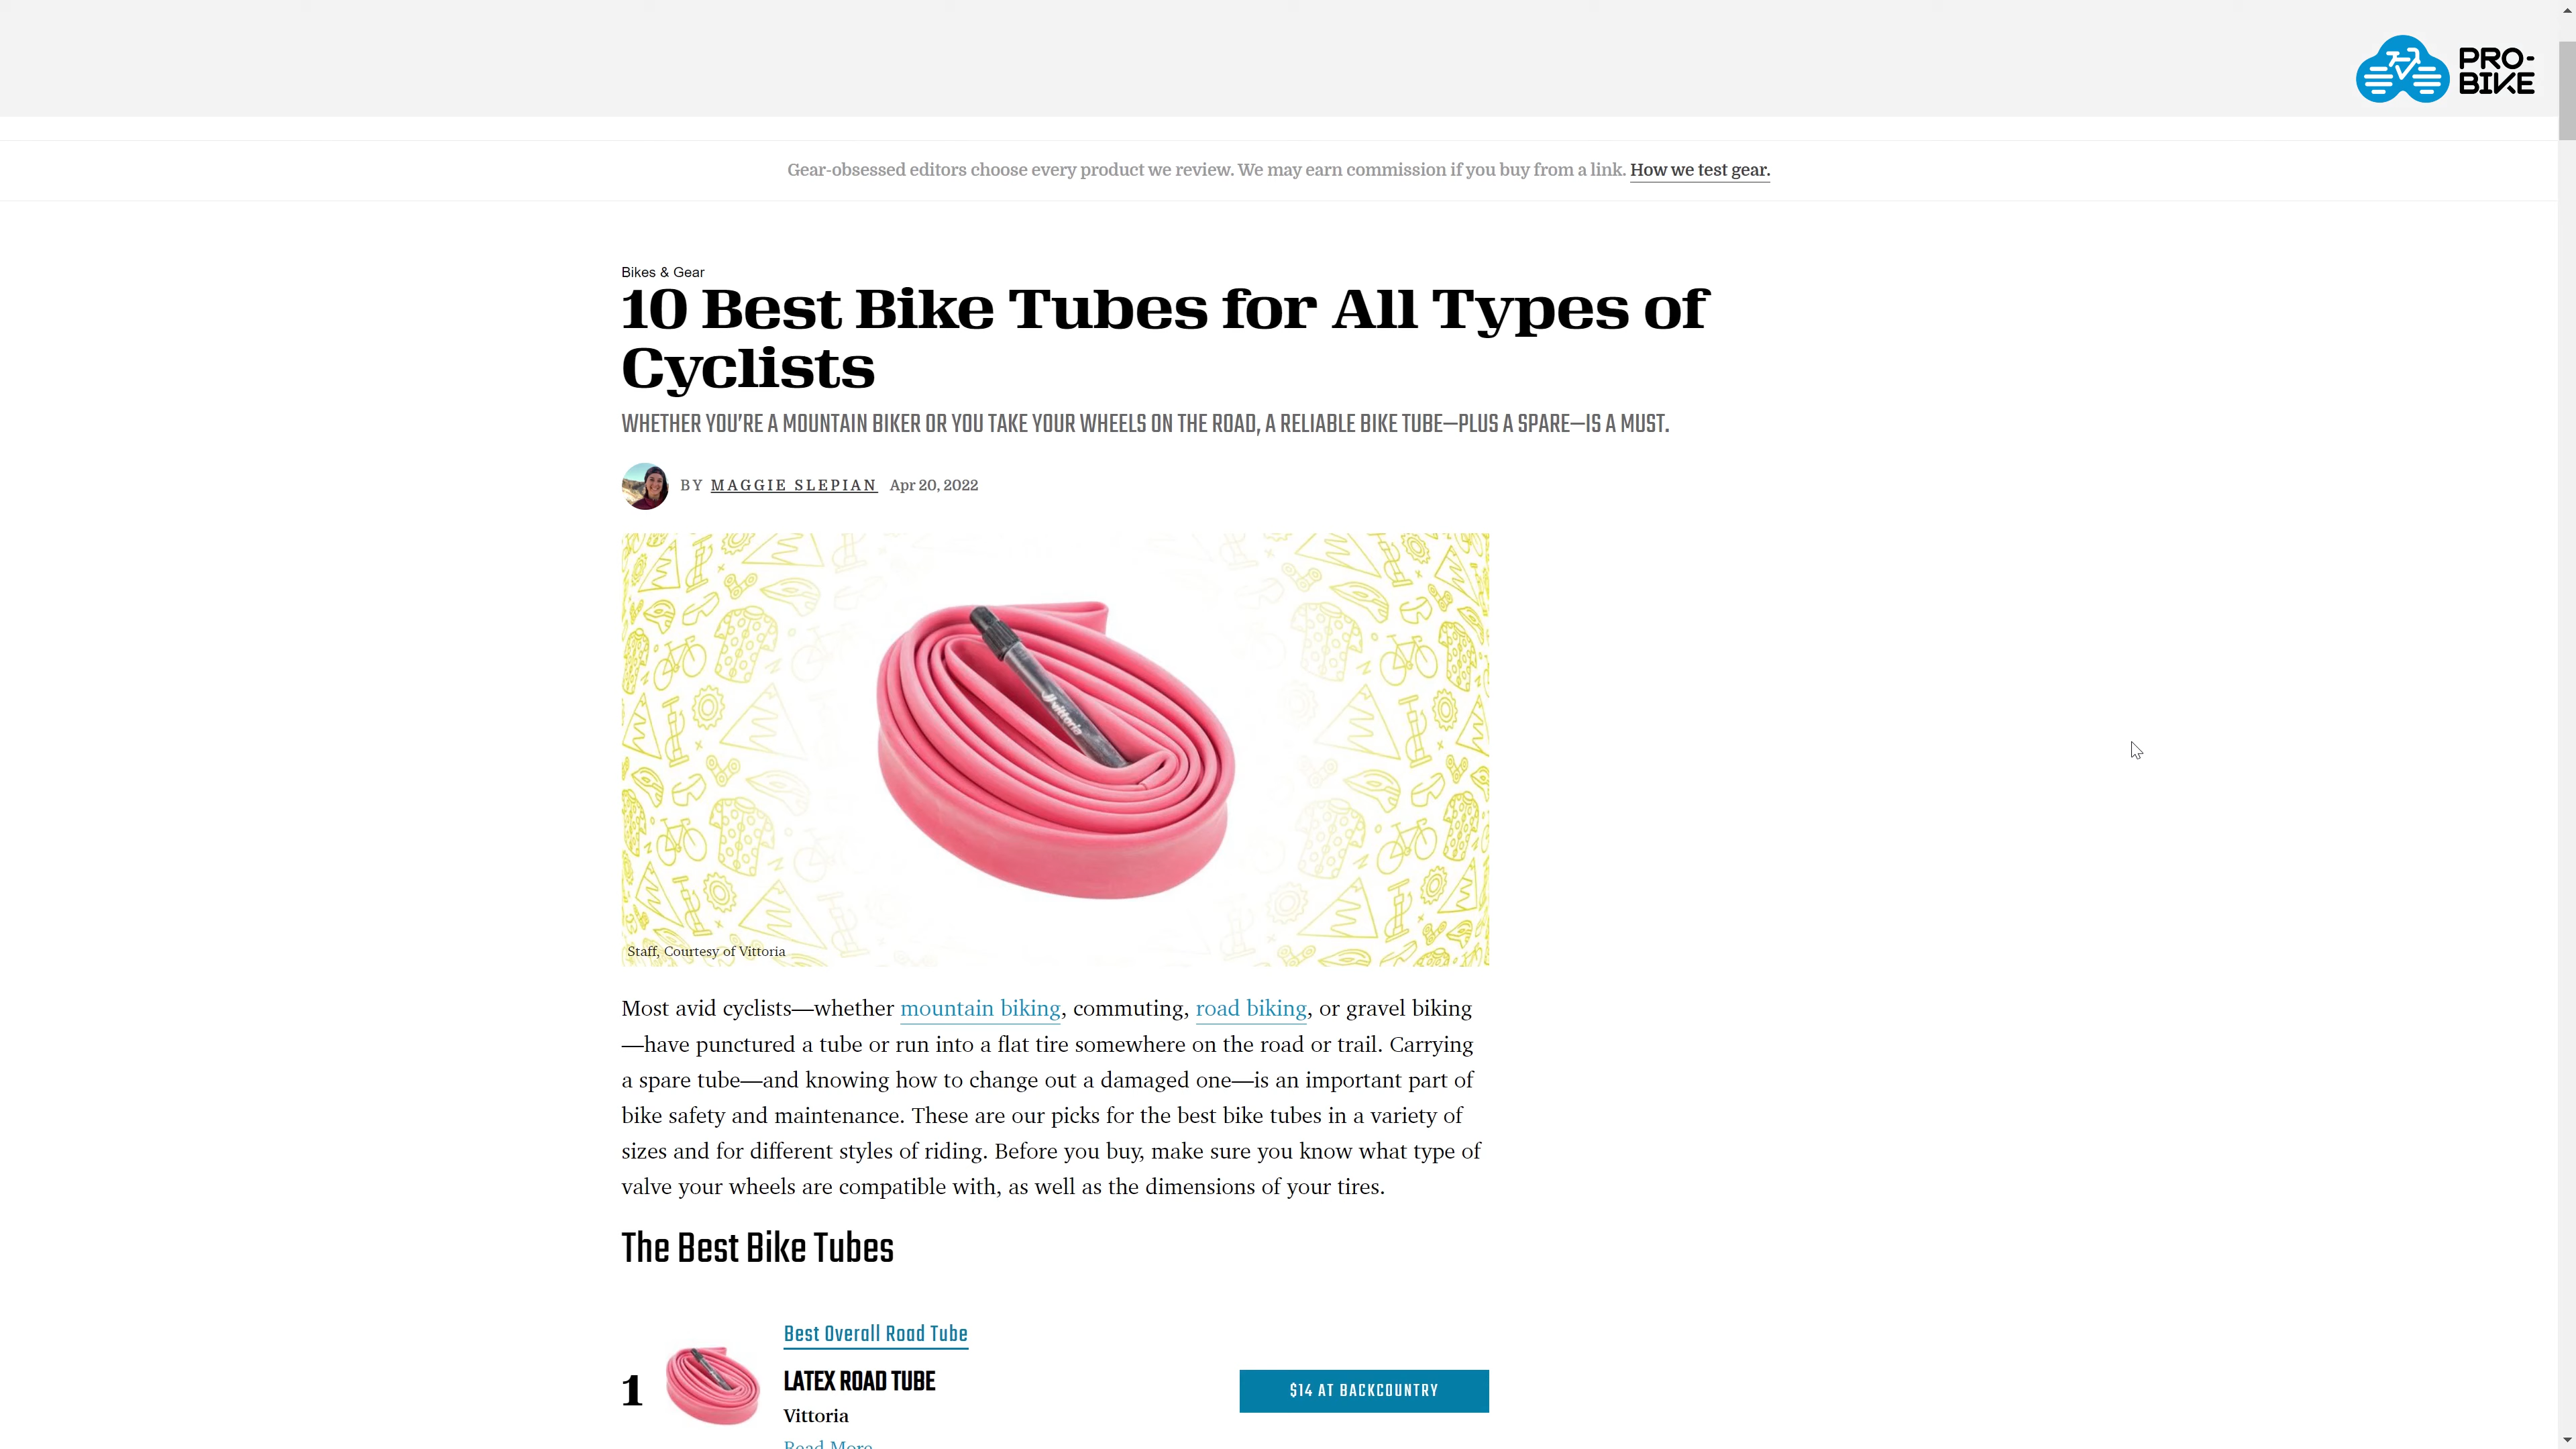 PRO-
BIKE
Gear-obsessed editors choose every product we review. We may earn commission if you buy from a link. How we test gear.
Bikes & Gear
10 Best Bike Tubes for All Types of
Cyclists
WHETHER YOU'RE A MOUNTAIN BIKER OR YOU TAKE YOUR WHEELS ON THE ROAD, A RELIABLE BIKE TUBE—PLUS A SPARE—IS A MUST.
BY MAGGIE SLEPIAN Apr 20, 2022
vittoria
Staff, Courtesy of Vittoria
Most avid cyclists—whether mountain biking, commuting, road biking, or gravel biking
—have punctured a tube or run into a flat tire somewhere on the road or trail. Carrying
a spare tube—and knowing how to change out a damaged one—is an important part of
bike safety and maintenance. These are our picks for the best bike tubes in a variety of
sizes and for different styles of riding. Before you buy, make sure you know what type of
valve your wheels are compatible with, as well as the dimensions of your tires.
The Best Bike Tubes
Best Overall Road Tube
1
LATEX ROAD TUBE
$14 AT BACKCOUNTRY
Vittoria
Read More